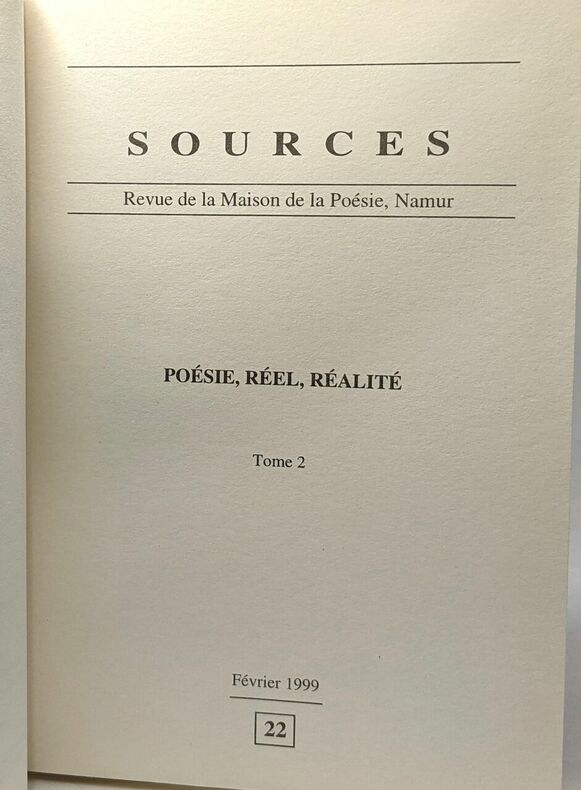 SOURCES
Revue de la Maison de la Poésie, Namur
POÉSIE, RÉEL, RÉALITÉ
Tome 2
Février 1999
22